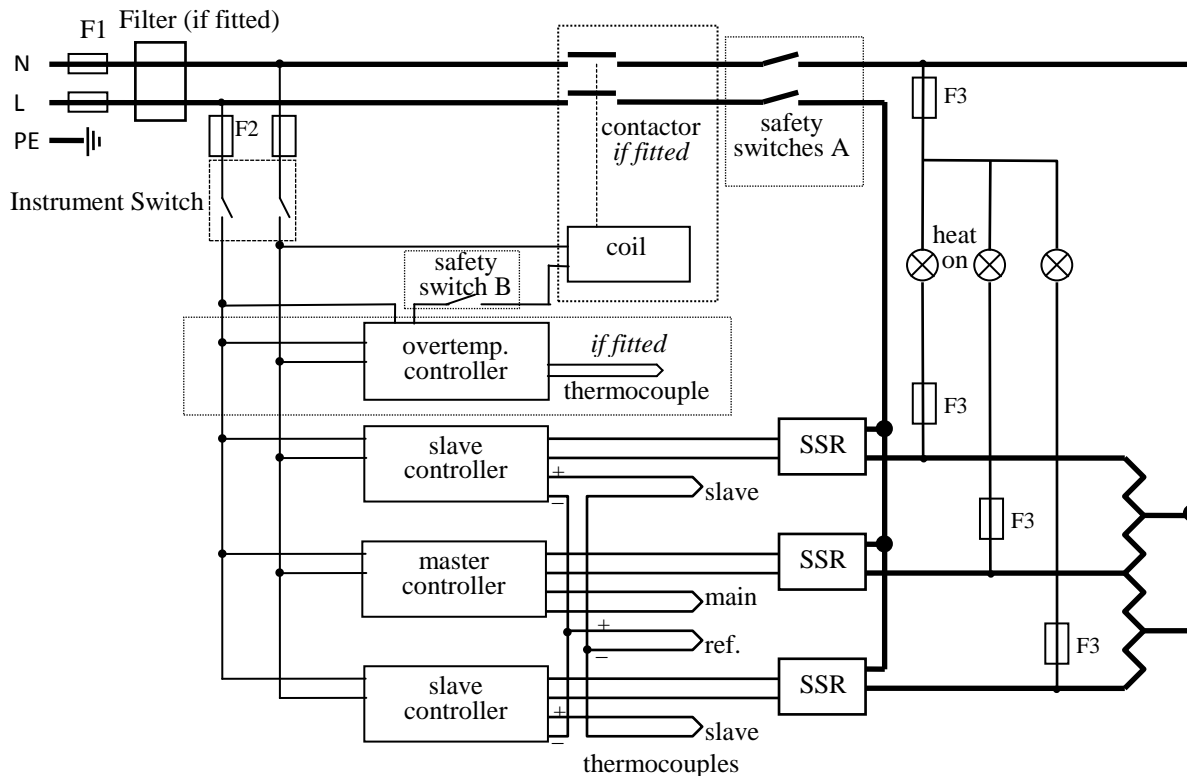 F1
Filter (if fitted)
N
L
PE
F2
Instrument Switch
contactor
if fitted
safety
switches A
F3
coil
heat
on
safety
switch B
overtemp.
controller
if fitted
thermocouple
F3
slave
controller
+
–
slave
SSR
F3
master
controller
main
SSR
+
–
ref.
F3
slave
controller
+
–
slave
SSR
thermocouples